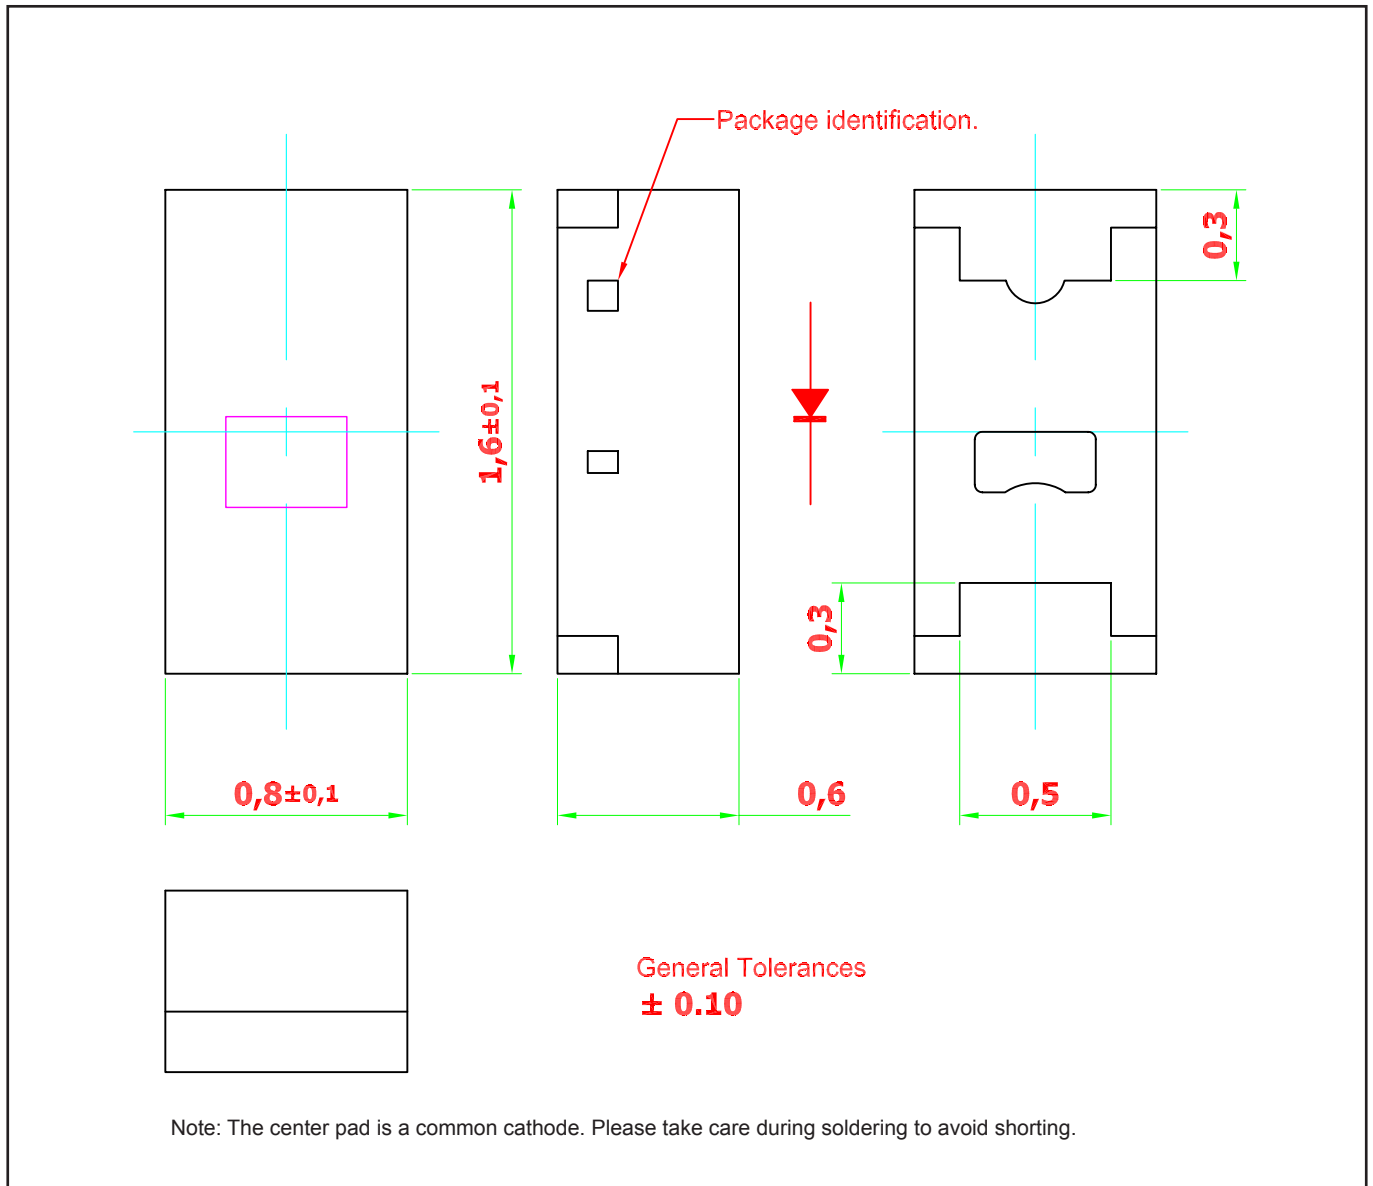 Package identification.
0,3
1,6±0,1
0,3
0,8±0,1
0,6
0,5
General Tolerances
± 0.10
Note: The center pad is a common cathode. Please take care during soldering to avoid shorting.